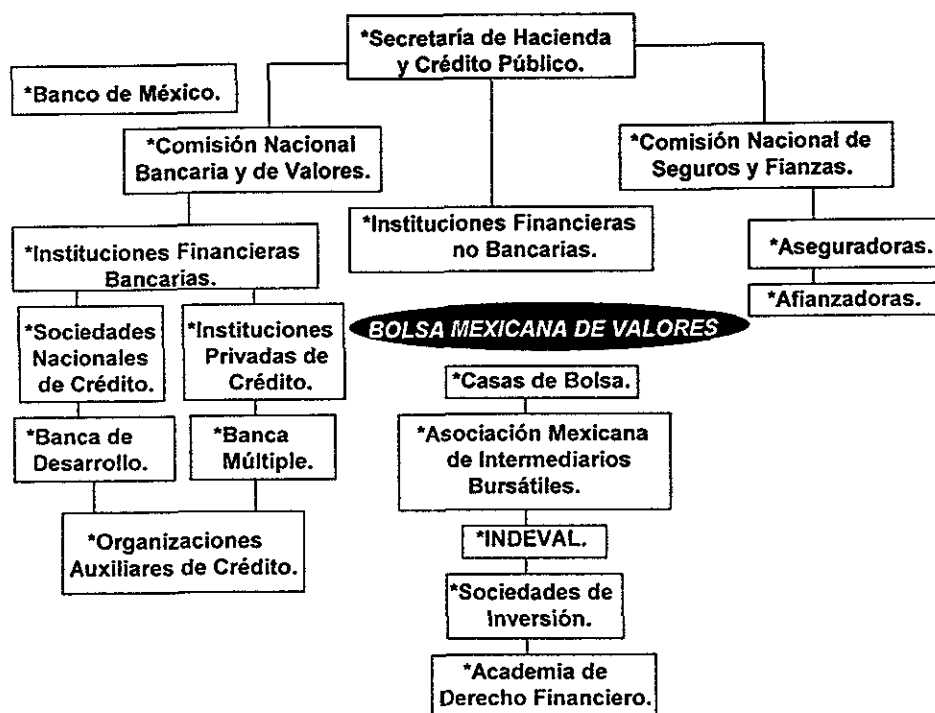 *Secretaría de Hacienda
y Crédito Público.
*Banco de México.
*Comisión Nacional
Bancaria y de Valores.
*Comisión Nacional de
Seguros y Fianzas.
*Instituciones Financieras
Bancarias.
*Instituciones Financieras
no Bancarias.
*Aseguradoras.
*Afianzadoras.
*Sociedades
Nacionales
de Crédito.
*Instituciones
Privadas de
Crédito.
BOLSA MEXICANA DE VALORES
*Casas de Bolsa.
*Banca de
Desarrollo.
*Banca
Múltiple.
*Asociación Mexicana
de Intermediarios
Bursátiles.
*Organizaciones
Auxiliares de Crédito.
*INDEVAL.
*Sociedades de
Inversión.
*Academia de
Derecho Financiero.